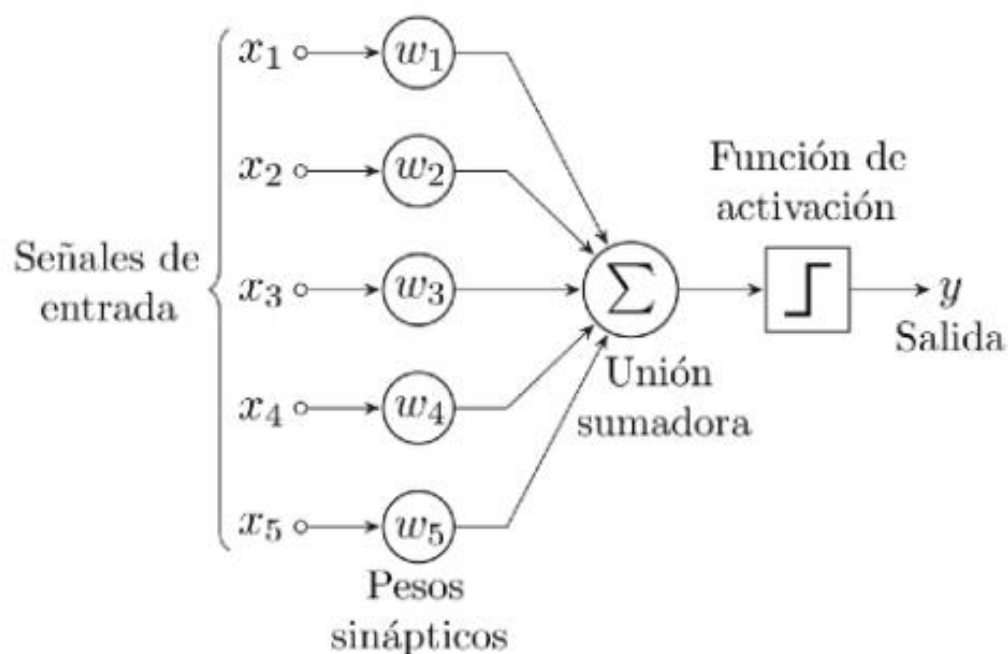 x1
w1
x2
w2
Señales de
entrada
x3
w3
x4
w4
x5
w5
Pesos
sinápticos
Σ
Unión
sumadora
Función de
activación
y
Salida